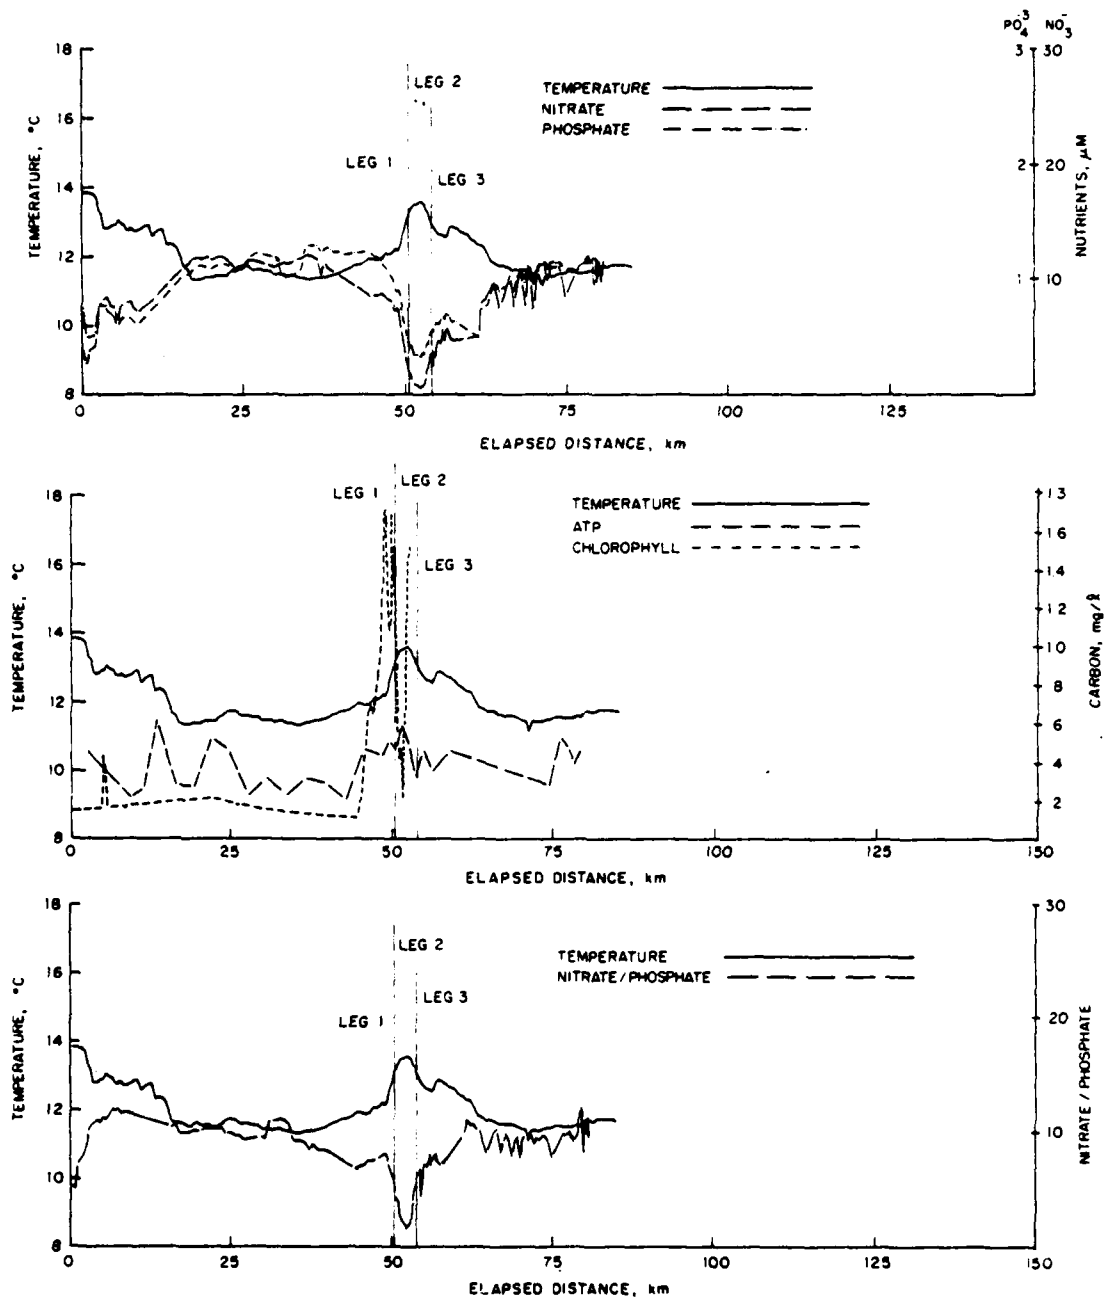 PO4-3 NO3-
18
16
14
12
10
8
TEMPERATURE, °C
LEG 1
LEG 2
LEG 3
TEMPERATURE
NITRATE
PHOSPHATE
3 30
2 20
1 10
NUTRIENTS, µM
0 25 50 75 100 125
ELAPSED DISTANCE, km
18
16
14
12
10
8
TEMPERATURE, °C
LEG 1
LEG 2
LEG 3
TEMPERATURE
ATP
CHLOROPHYLL
13
16
14
12
10
8
6
4
2
CARBON, mg/ℓ
0 25 50 75 100 125 150
ELAPSED DISTANCE, km
18
16
14
12
10
8
TEMPERATURE, °C
LEG 1
LEG 2
LEG 3
TEMPERATURE
NITRATE/PHOSPHATE
30
20
10
NITRATE / PHOSPHATE
0 25 50 75 100 125 150
ELAPSED DISTANCE, km